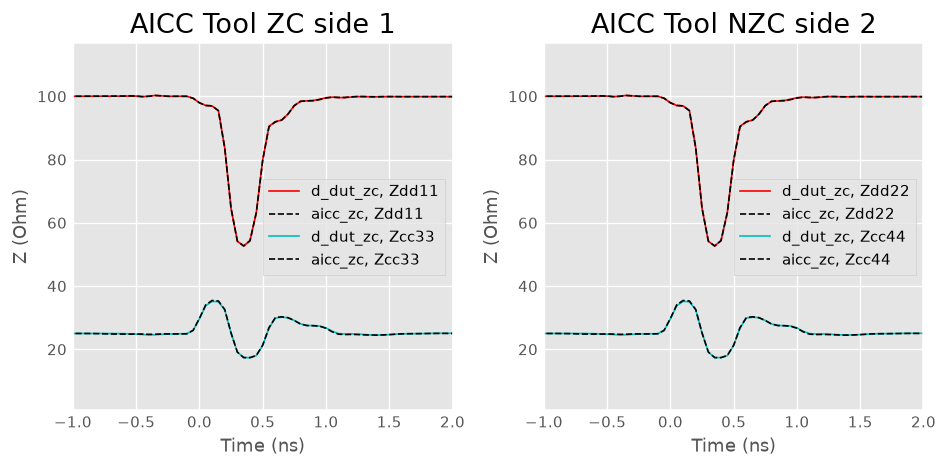 AICC Tool ZC side 1
Z (Ohm)
100
80
60
40
20
d_dut_zc, Zdd11
aicc_zc, Zdd11
d_dut_zc, Zcc33
aicc_zc, Zcc33
−1.0 −0.5 0.0 0.5 1.0 1.5 2.0
Time (ns)
AICC Tool NZC side 2
Z (Ohm)
100
80
60
40
20
d_dut_zc, Zdd22
aicc_zc, Zdd22
d_dut_zc, Zcc44
aicc_zc, Zcc44
−1.0 −0.5 0.0 0.5 1.0 1.5 2.0
Time (ns)